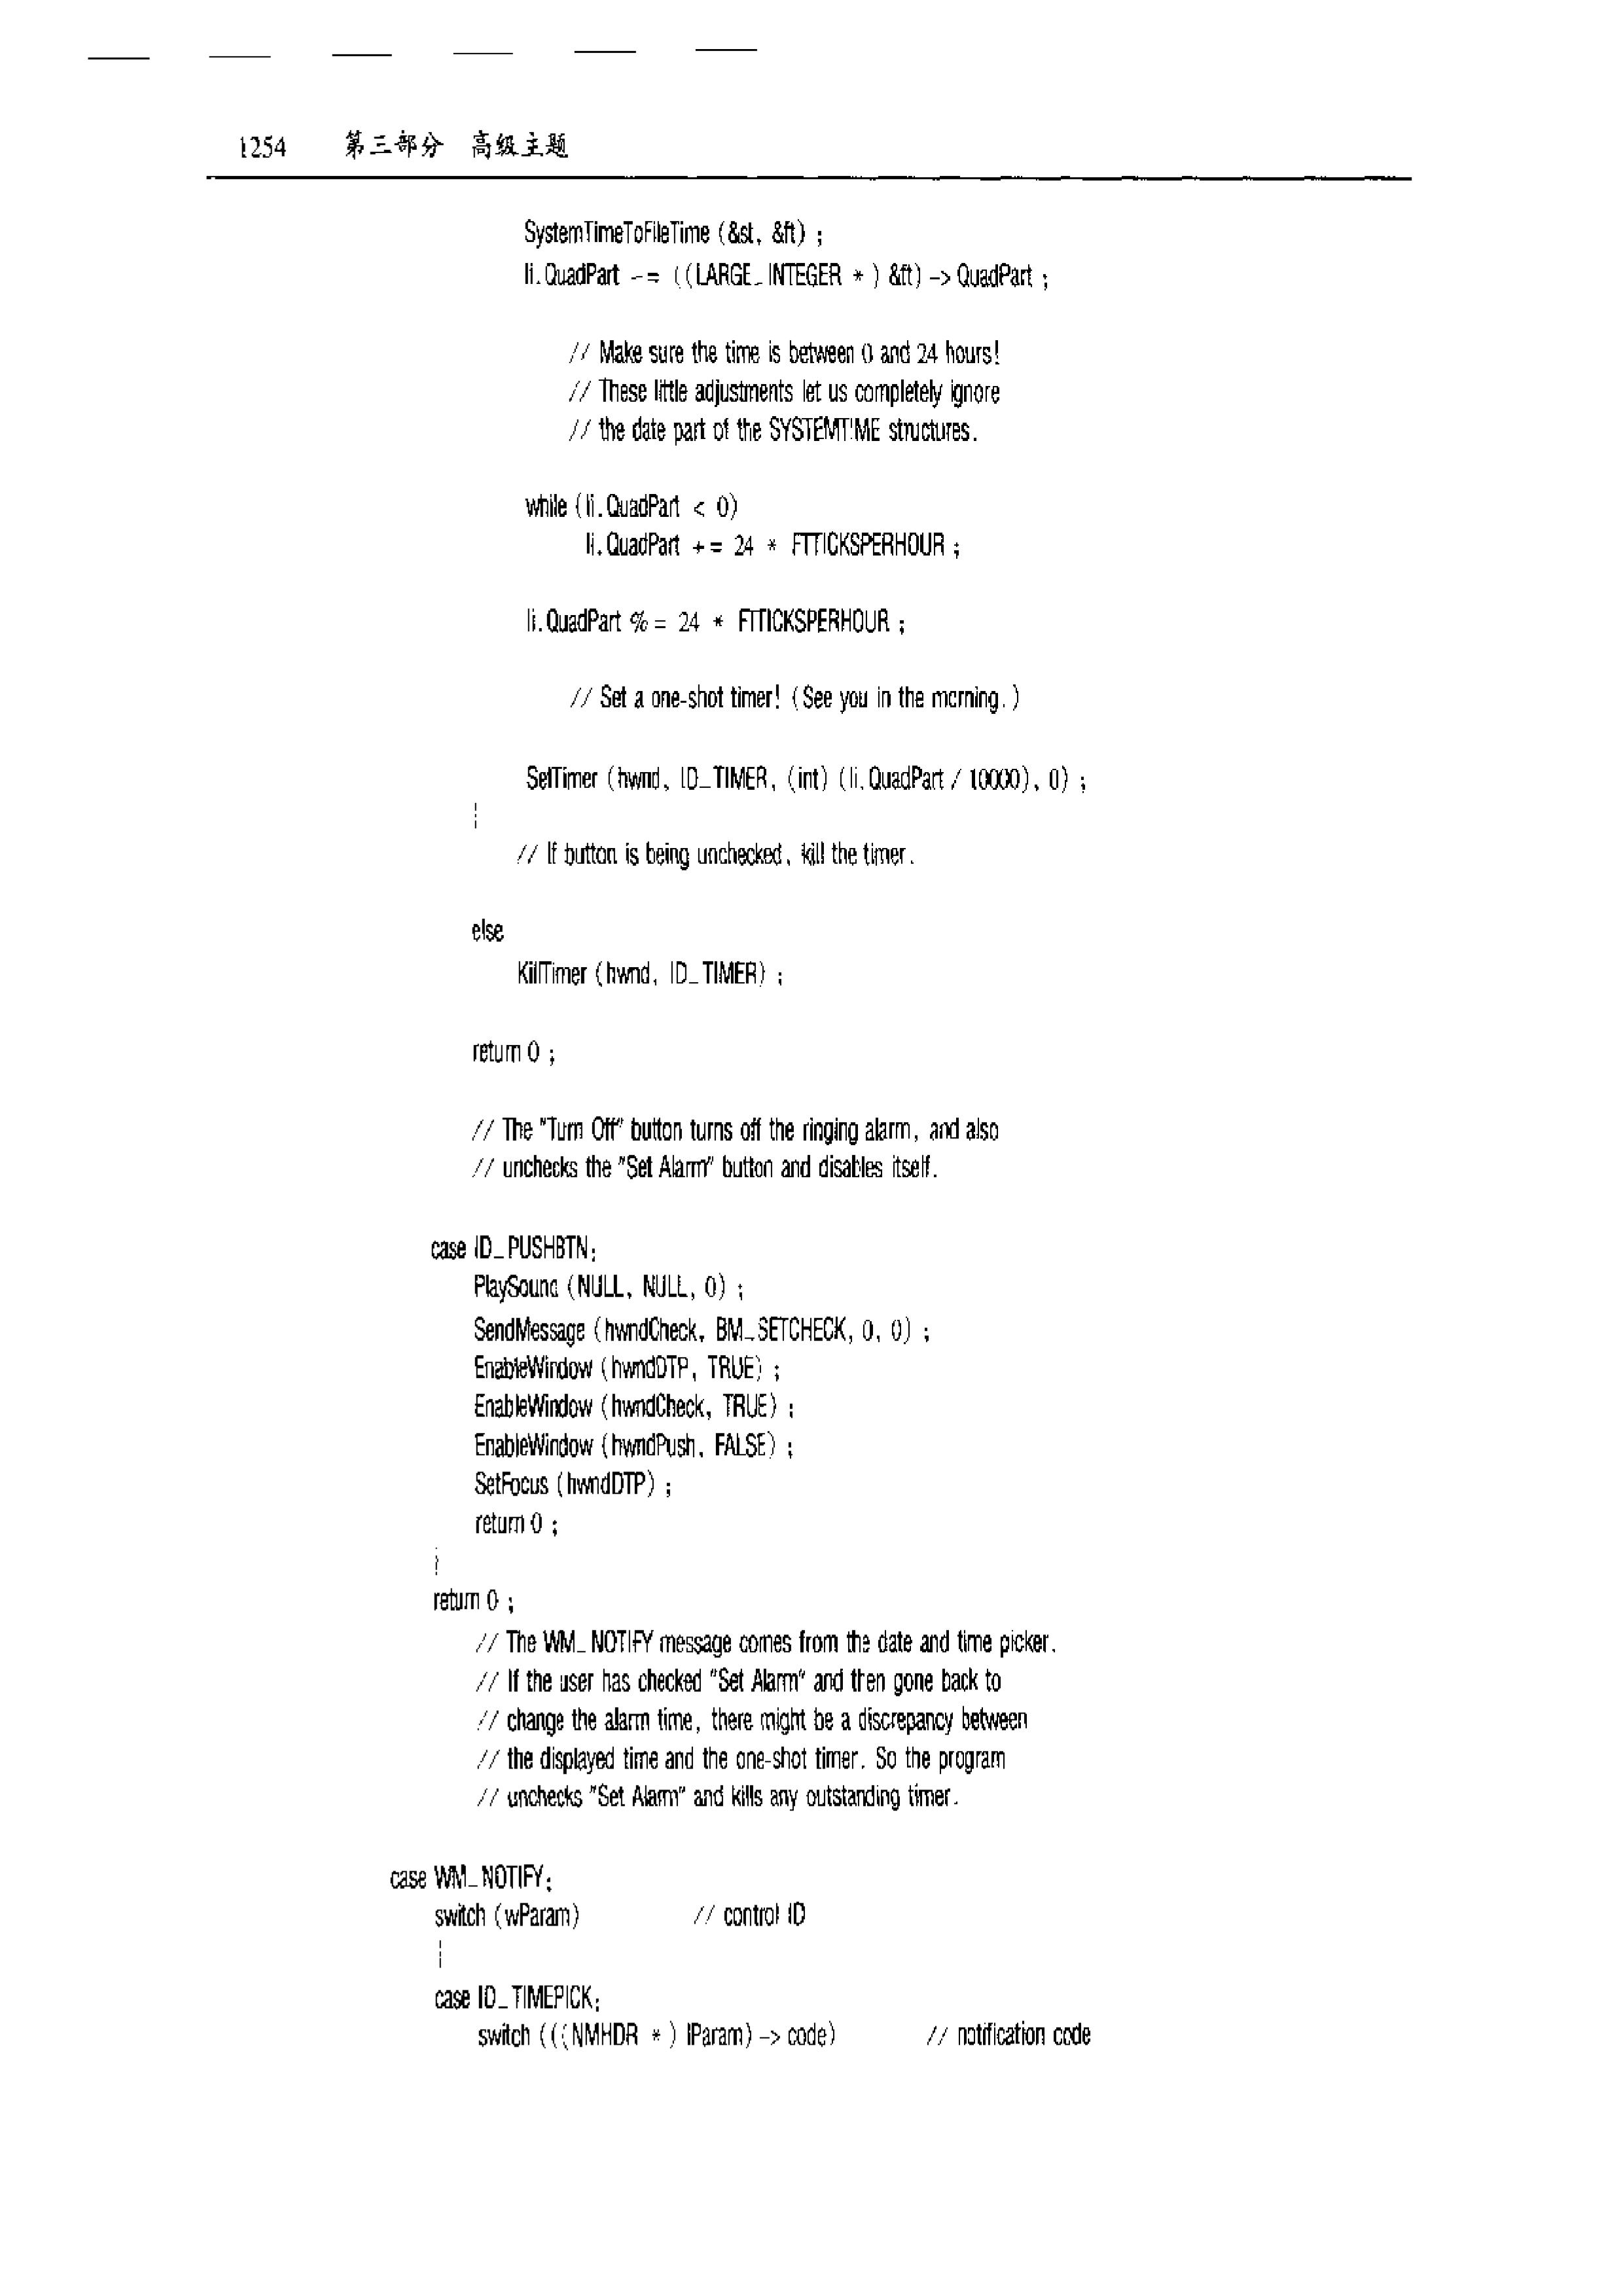 1254 第三部分 高级主题
SystemTimeToFileTime (&st, &ft) ;
li.QuadPart -= ((LARGE_INTEGER *) &ft) -> QuadPart ;
// Make sure the time is between 0 and 24 hours!
// These little adjustments let us completely ignore
// the date part of the SYSTEMTIME structures.
while (li.QuadPart < 0)
li.QuadPart += 24 * FTTICKSPERHOUR ;
li.QuadPart %= 24 * FTTICKSPERHOUR ;
// Set a one-shot timer! (See you in the morning.)
SetTimer (hwnd, ID_TIMER, (int) (li.QuadPart / 10000), 0) ;
}
// If button is being unchecked, kill the timer.
else
KillTimer (hwnd, ID_TIMER) ;
return 0 ;
// The "Turn Off" button turns off the ringing alarm, and also
// unchecks the "Set Alarm" button and disables itself.
case ID_PUSHBTN:
PlaySound (NULL, NULL, 0) ;
SendMessage (hwndCheck, BM_SETCHECK, 0, 0) ;
EnableWindow (hwndDTP, TRUE) ;
EnableWindow (hwndCheck, TRUE) ;
EnableWindow (hwndPush, FALSE) ;
SetFocus (hwndDTP) ;
return 0 ;
}
return 0 ;
// The WM_NOTIFY message comes from the date and time picker.
// If the user has checked "Set Alarm" and then gone back to
// change the alarm time, there might be a discrepancy between
// the displayed time and the one-shot timer. So the program
// unchecks "Set Alarm" and kills any outstanding timer.
case WM_NOTIFY:
switch (wParam) // control ID
{
case ID_TIMEPICK:
switch (((NMHDR *) lParam) -> code) // notification code